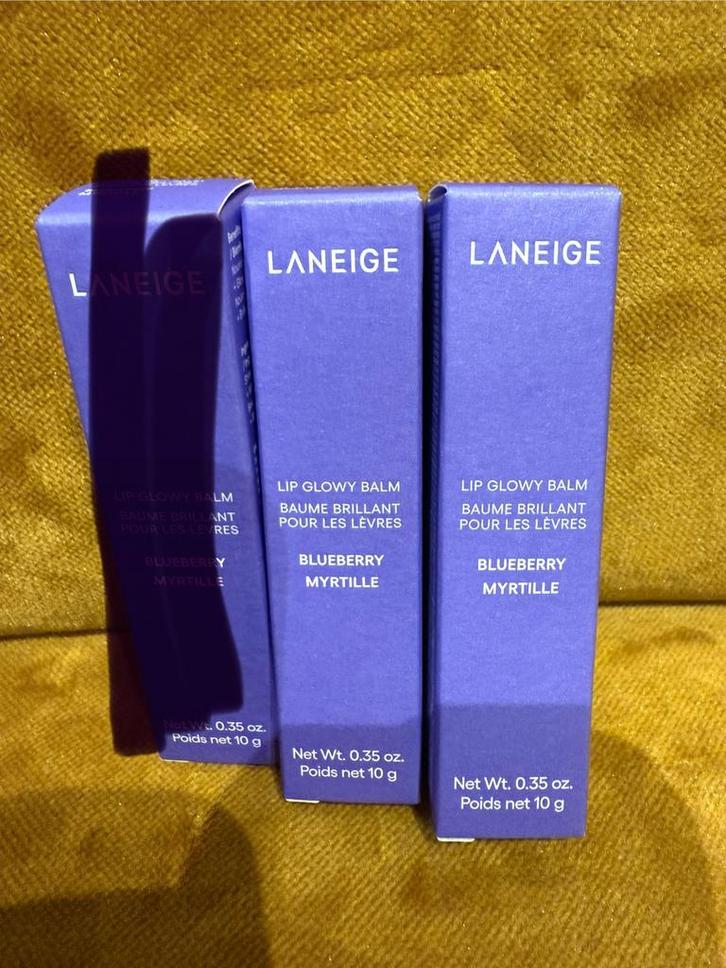 LANEIGE
LIP GLOWY BALM
BAUME BRILLANT
POUR LES LÈVRES
BLUEBERRY
MYRTILLE
Net Wt. 0.35 oz.
Poids net 10 g
LANEIGE
LIP GLOWY BALM
BAUME BRILLANT
POUR LES LÈVRES
BLUEBERRY
MYRTILLE
Net Wt. 0.35 oz.
Poids net 10 g
LANEIGE
LIP GLOWY BALM
BAUME BRILLANT
POUR LES LÈVRES
BLUEBERRY
MYRTILLE
Net Wt. 0.35 oz.
Poids net 10 g